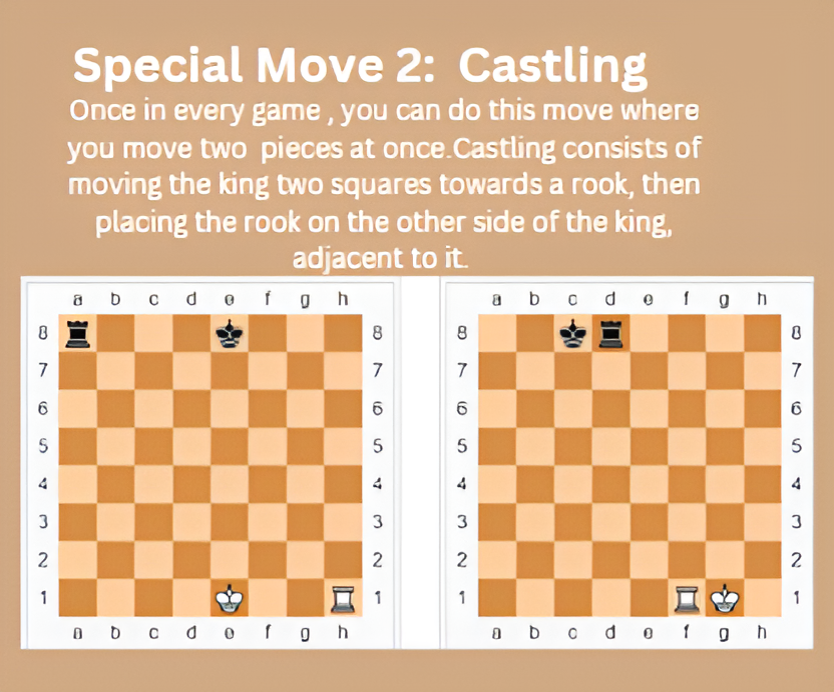 Special Move 2: Castling
Once in every game , you can do this move where
you move two pieces at once.Castling consists of
moving the king two squares towards a rook, then
placing the rook on the other side of the king,
adjacent to it.
a b c d e f g h
a b c d e f g h
8 8
7 7
6 6
5 5
4 4
3 3
2 2
1 1
a b c d e f g h
8 8
7 7
6 6
5 5
4 4
3 3
2 2
1 1
a b c d e f g h